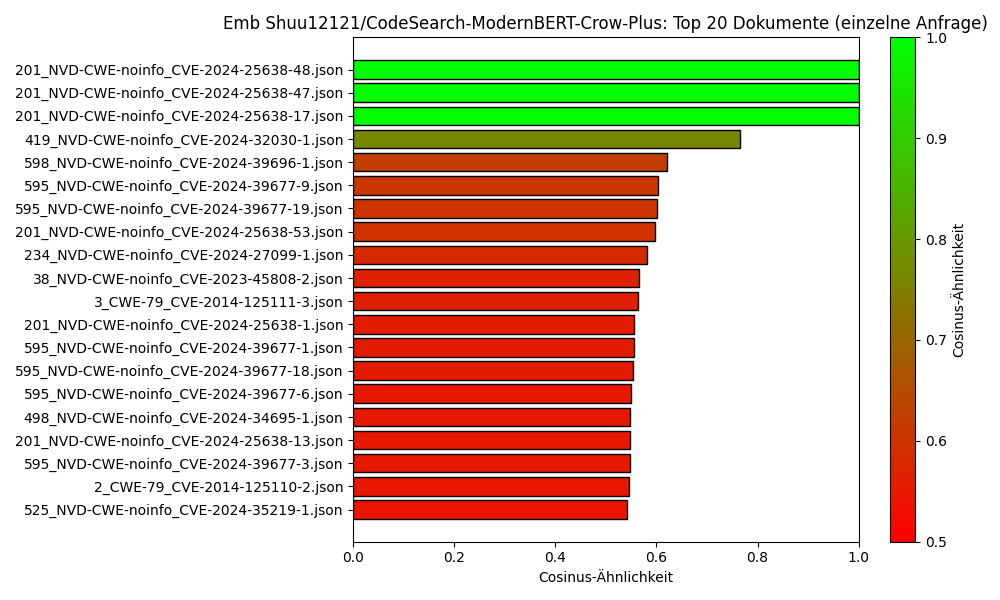 Emb Shuu12121/CodeSearch-ModernBERT-Crow-Plus: Top 20 Dokumente (einzelne Anfrage)
201_NVD-CWE-noinfo_CVE-2024-25638-48.json
201_NVD-CWE-noinfo_CVE-2024-25638-47.json
201_NVD-CWE-noinfo_CVE-2024-25638-17.json
419_NVD-CWE-noinfo_CVE-2024-32030-1.json
598_NVD-CWE-noinfo_CVE-2024-39696-1.json
595_NVD-CWE-noinfo_CVE-2024-39677-9.json
595_NVD-CWE-noinfo_CVE-2024-39677-19.json
201_NVD-CWE-noinfo_CVE-2024-25638-53.json
234_NVD-CWE-noinfo_CVE-2024-27099-1.json
38_NVD-CWE-noinfo_CVE-2023-45808-2.json
3_CWE-79_CVE-2014-125111-3.json
201_NVD-CWE-noinfo_CVE-2024-25638-1.json
595_NVD-CWE-noinfo_CVE-2024-39677-1.json
595_NVD-CWE-noinfo_CVE-2024-39677-18.json
595_NVD-CWE-noinfo_CVE-2024-39677-6.json
498_NVD-CWE-noinfo_CVE-2024-34695-1.json
201_NVD-CWE-noinfo_CVE-2024-25638-13.json
595_NVD-CWE-noinfo_CVE-2024-39677-3.json
2_CWE-79_CVE-2014-125110-2.json
525_NVD-CWE-noinfo_CVE-2024-35219-1.json
0.0 0.2 0.4 0.6 0.8 1.0
Cosinus-Ähnlichkeit
1.0
0.9
0.8
0.7
0.6
0.5
Cosinus-Ähnlichkeit